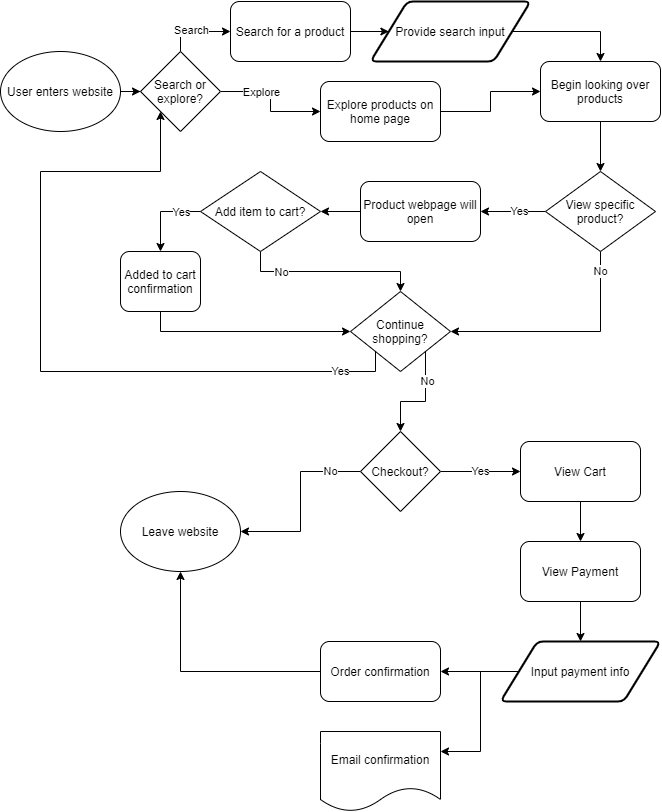 Search
Search for a product
Provide search input
User enters website
Search or
explore?
Explore
Explore products on
home page
Begin looking over
products
Yes
Add item to cart?
Product webpage will
open
Yes
View specific
product?
Added to cart
confirmation
No
No
Continue
shopping?
Yes
No
No
Checkout?
Yes
View Cart
Leave website
View Payment
Order confirmation
Input payment info
Email confirmation